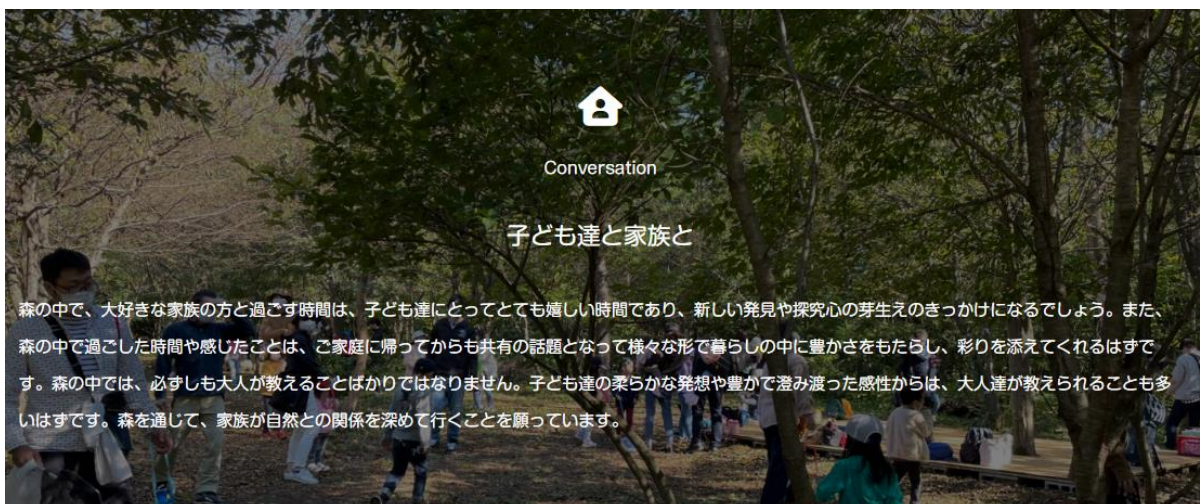 Conversation
子ども達と家族と
森の中で、大好きな家族の方と過ごす時間は、子ども達にとってとても嬉しい時間であり、新しい発見や探究心の芽生えのきっかけになるでしょう。また、
森の中で過ごした時間や感じたことは、ご家庭に帰ってからも共有の話題となって様々な形で暮らしの中に豊かさをもたらし、彩りを添えてくれるはずで
す。森の中では、必ずしも大人が教えることばかりではなりません。子ども達の柔らかな発想や豊かで澄み渡った感性からは、大人達が教えられることも多
いはずです。森を通じて、家族が自然との関係を深めて行くことを願っています。